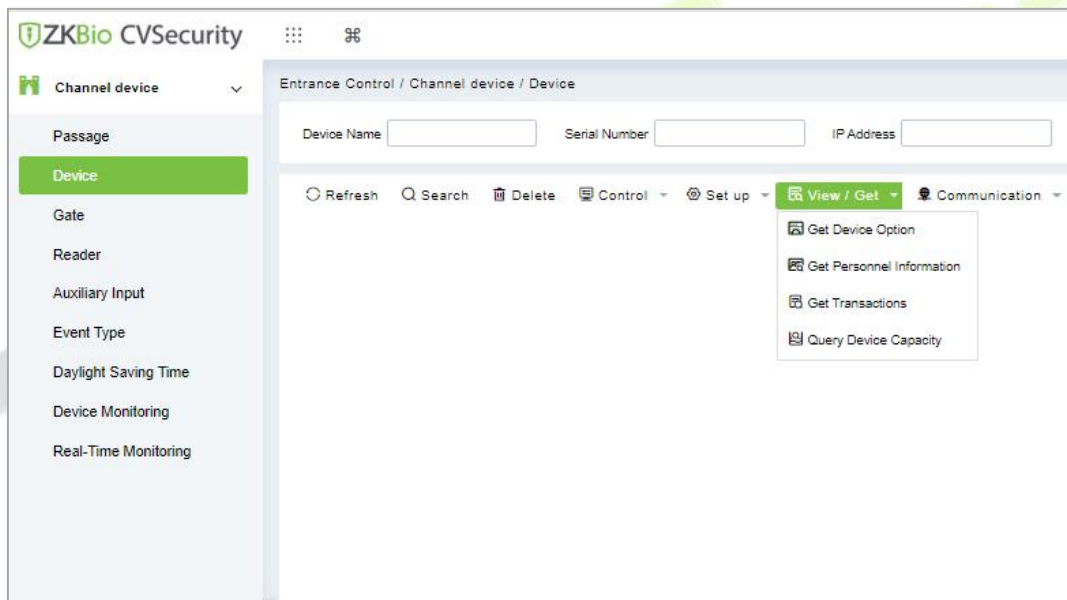 ZKBio CVSecurity
Channel device
Passage
Device
Gate
Reader
Auxiliary Input
Event Type
Daylight Saving Time
Device Monitoring
Real-Time Monitoring
Entrance Control / Channel device / Device
Device Name Serial Number IP Address
Refresh Search Delete Control Set up View / Get Communication
Get Device Option
Get Personnel Information
Get Transactions
Query Device Capacity